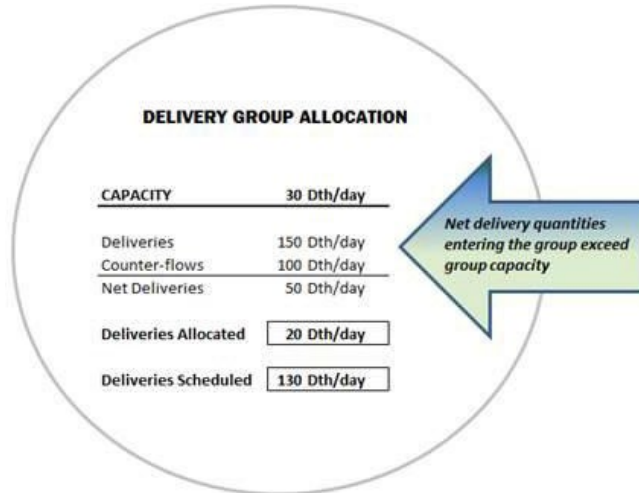 DELIVERY GROUP ALLOCATION
CAPACITY 30 Dth/day
Deliveries 150 Dth/day
Counter-flows 100 Dth/day
Net Deliveries 50 Dth/day
Deliveries Allocated 20 Dth/day
Deliveries Scheduled 130 Dth/day
Net delivery quantities
entering the group exceed
group capacity